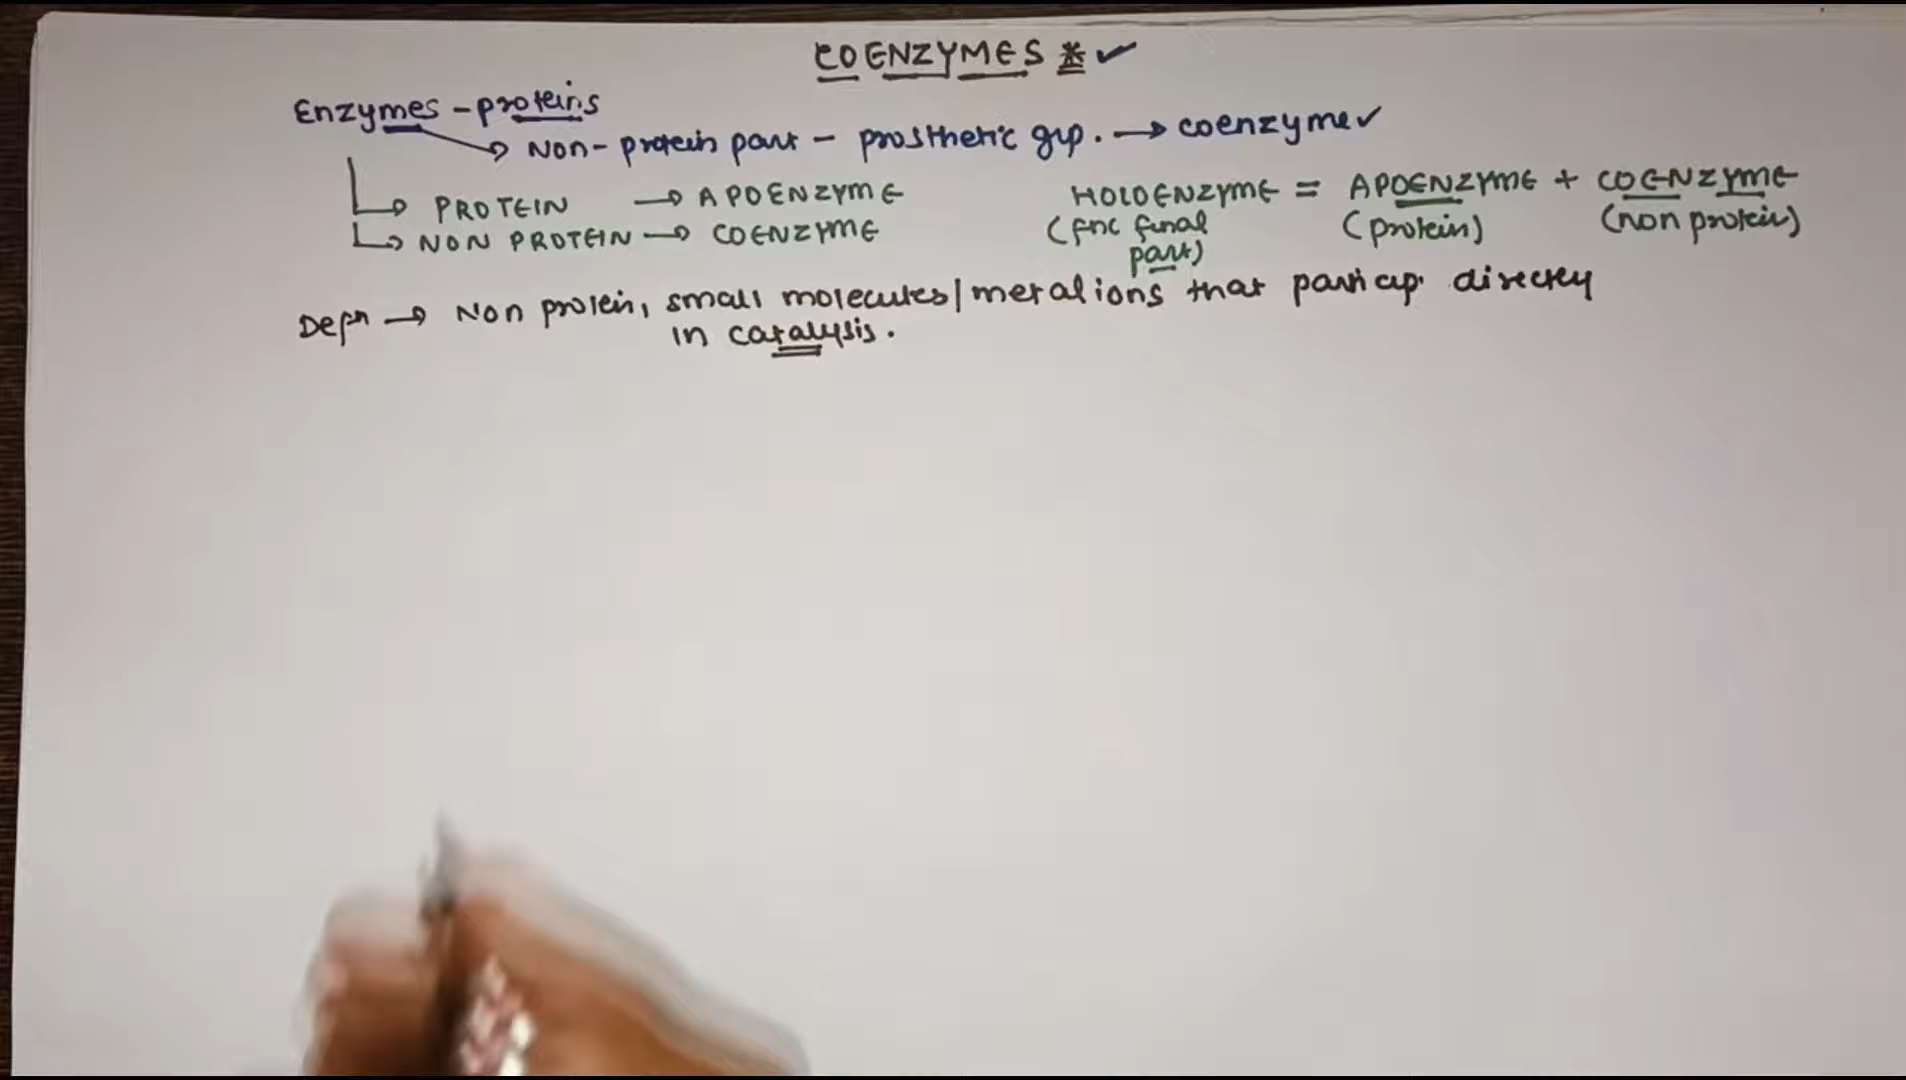 COENZYMES * ✓
Enzymes - proteins
→ Non-protein part - prosthetic grp. → coenzyme ✓
→ PROTEIN → APOENZYME
→ NON PROTEIN → COENZYME
HOLOENZYME = APOENZYME + COENZYME
(fnc final part) (protein) (non protein)
Defn → Non protein, small molecules/metal ions that particip. directly
in catalysis.